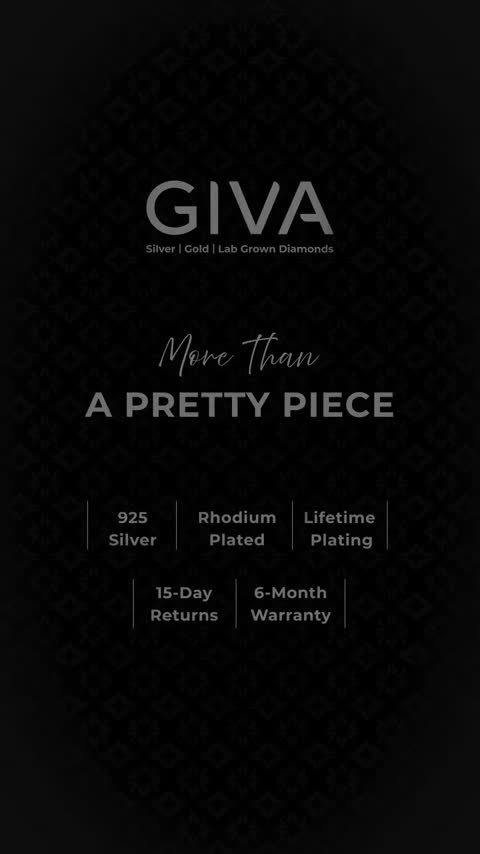 GIVA
Silver | Gold | Lab Grown Diamonds
More Than
A PRETTY PIECE
925
Silver
Rhodium
Plated
Lifetime
Plating
15-Day
Returns
6-Month
Warranty